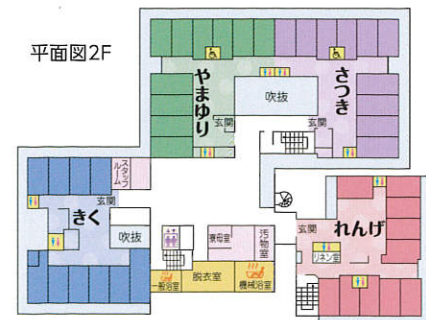 平面図2F
やまゆり
さつき
吹抜
玄関
玄関
スタッフルーム
玄関
きく
吹抜
寮母室
汚物室
玄関
れんげ
リネン室
一般浴室
脱衣室
機械浴室